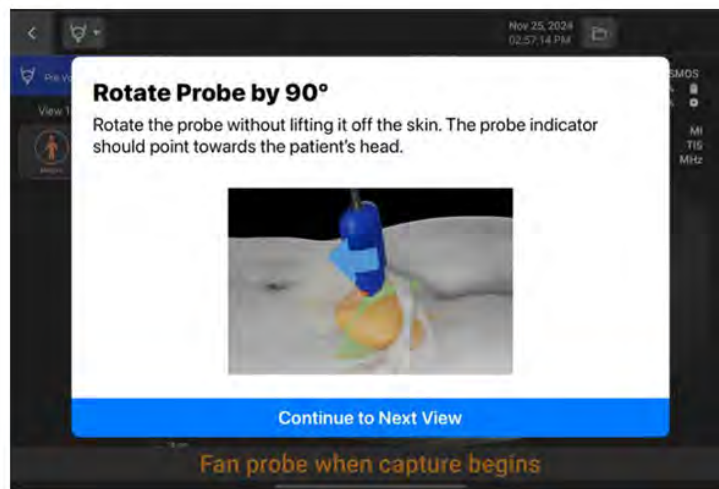 Nov 25, 2024
02:57:14 PM
Rotate Probe by 90°
Rotate the probe without lifting it off the skin. The probe indicator
should point towards the patient's head.
View 1
MI
TIS
MHz
Continue to Next View
Fan probe when capture begins